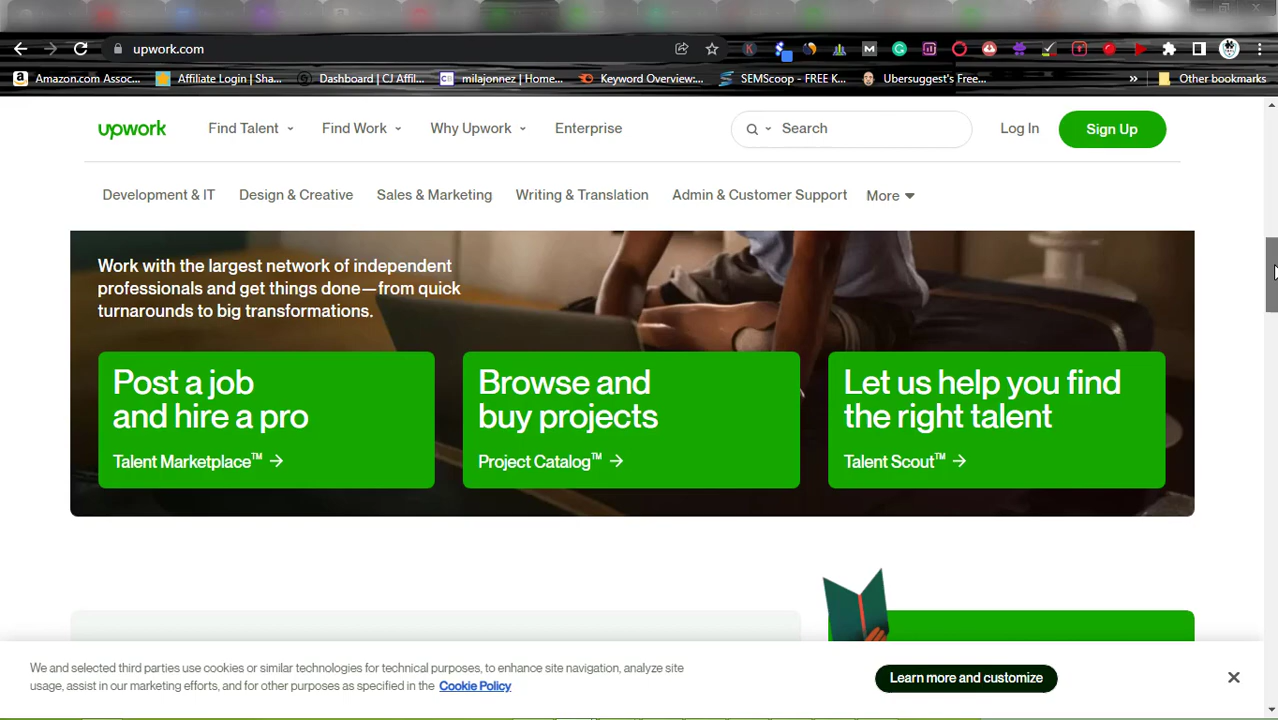 upwork.com
Amazon.com Assoc...
Affiliate Login | Sha...
Dashboard | CJ Affil...
milajonnez | Home...
Keyword Overview:...
SEMScoop - FREE K...
Ubersuggest's Free...
»
Other bookmarks
upwork
Find Talent
Find Work
Why Upwork
Enterprise
Search
Log In
Sign Up
Development & IT
Design & Creative
Sales & Marketing
Writing & Translation
Admin & Customer Support
More
Work with the largest network of independent
professionals and get things done—from quick
turnarounds to big transformations.
Post a job
and hire a pro
Talent Marketplace™ →
Browse and
buy projects
Project Catalog™ →
Let us help you find
the right talent
Talent Scout™ →
We and selected third parties use cookies or similar technologies for technical purposes, to enhance site navigation, analyze site
usage, assist in our marketing efforts, and for other purposes as specified in the Cookie Policy
Learn more and customize